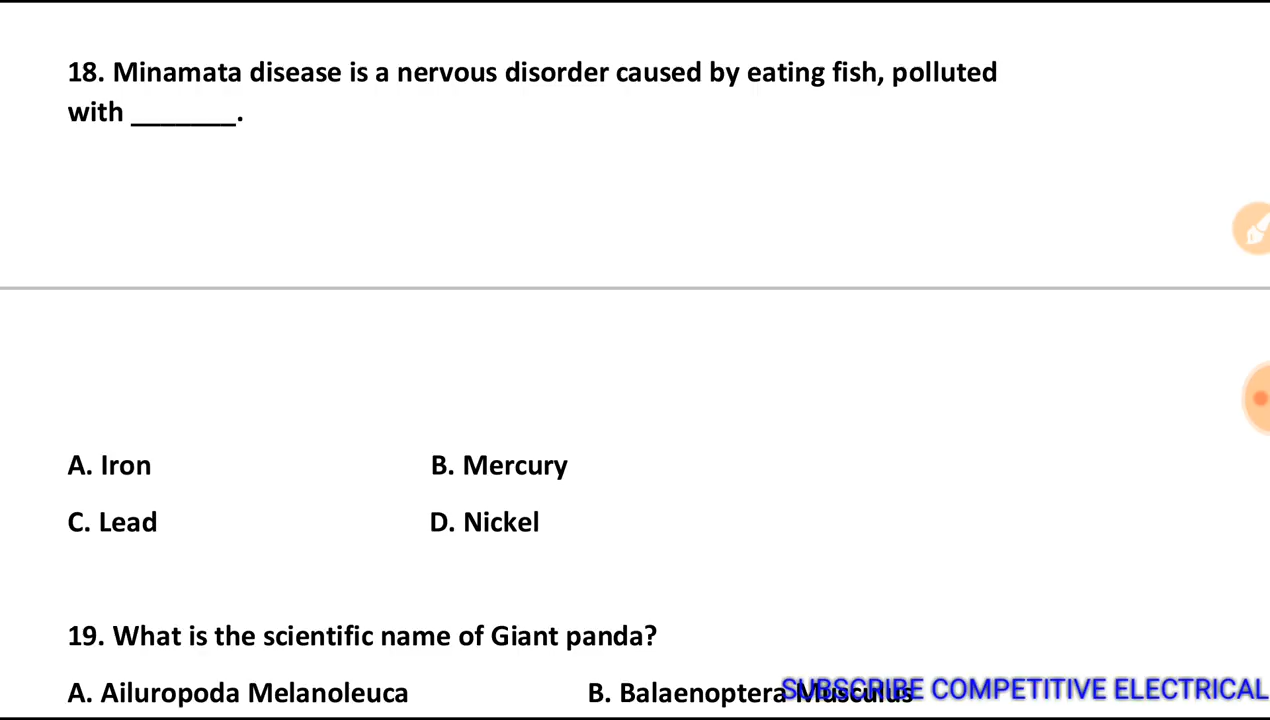 18. Minamata disease is a nervous disorder caused by eating fish, polluted
with _______.
A. Iron B. Mercury
C. Lead D. Nickel
19. What is the scientific name of Giant panda?
A. Ailuropoda Melanoleuca B. Balaenoptera Musculus
SUBSCRIBE COMPETITIVE ELECTRICAL